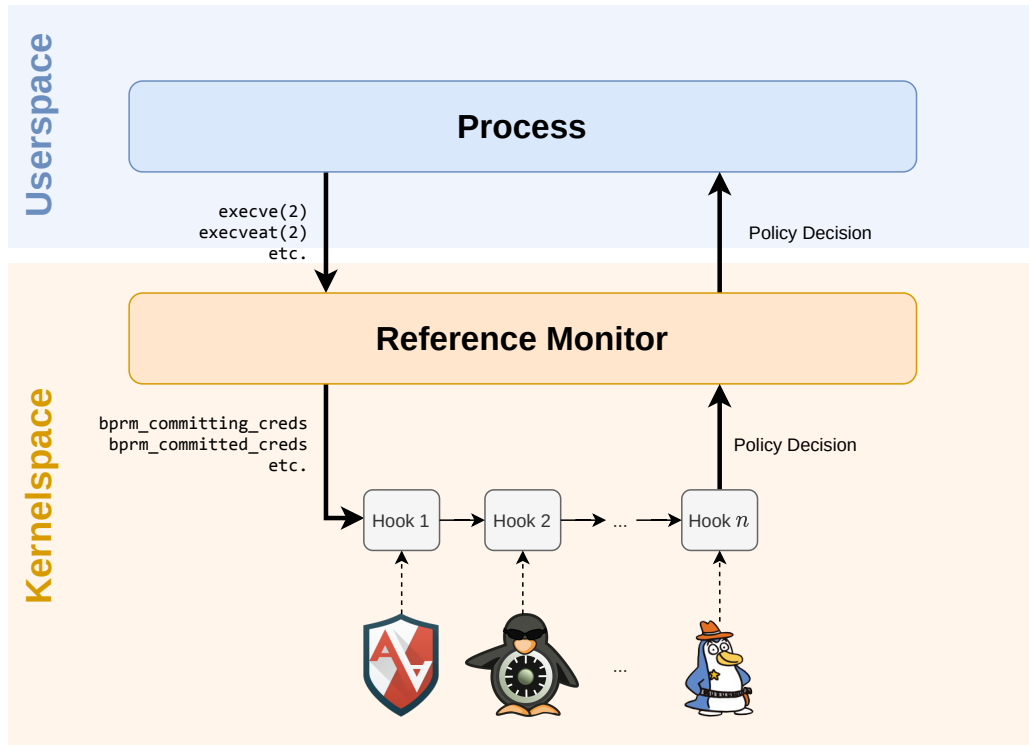 Userspace
Process
execve(2)
execveat(2)
etc.
Policy Decision
Kernelspace
Reference Monitor
bprm_committing_creds
bprm_committed_creds
etc.
Policy Decision
Hook 1
Hook 2
...
Hook n
AA
...